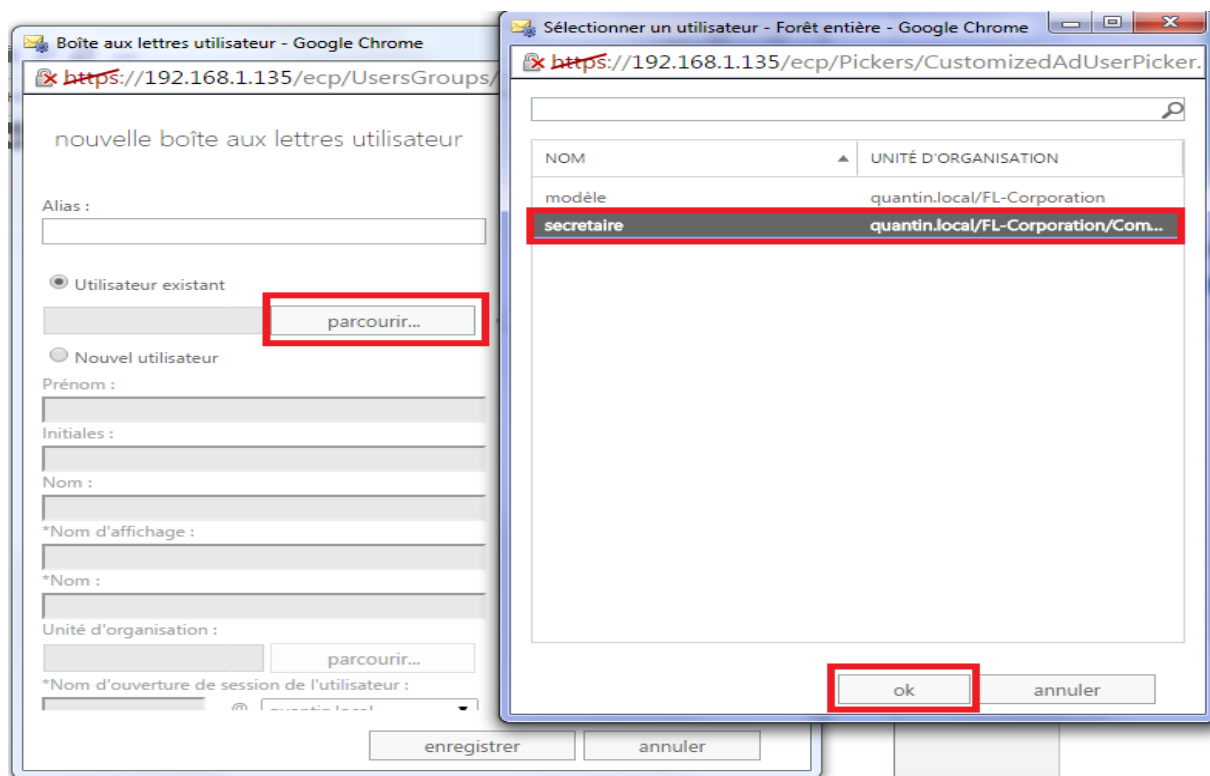 Boîte aux lettres utilisateur - Google Chrome
https://192.168.1.135/ecp/UsersGroups/
nouvelle boîte aux lettres utilisateur
Alias :
Utilisateur existant
parcourir...
Nouvel utilisateur
Prénom :
Initiales :
Nom :
*Nom d'affichage :
*Nom :
Unité d'organisation :
parcourir...
*Nom d'ouverture de session de l'utilisateur :
@ quantin.local
enregistrer annuler
Sélectionner un utilisateur - Forêt entière - Google Chrome
https://192.168.1.135/ecp/Pickers/CustomizedAdUserPicker.
NOM UNITÉ D'ORGANISATION
modèle quantin.local/FL-Corporation
secretaire quantin.local/FL-Corporation/Com...
ok annuler